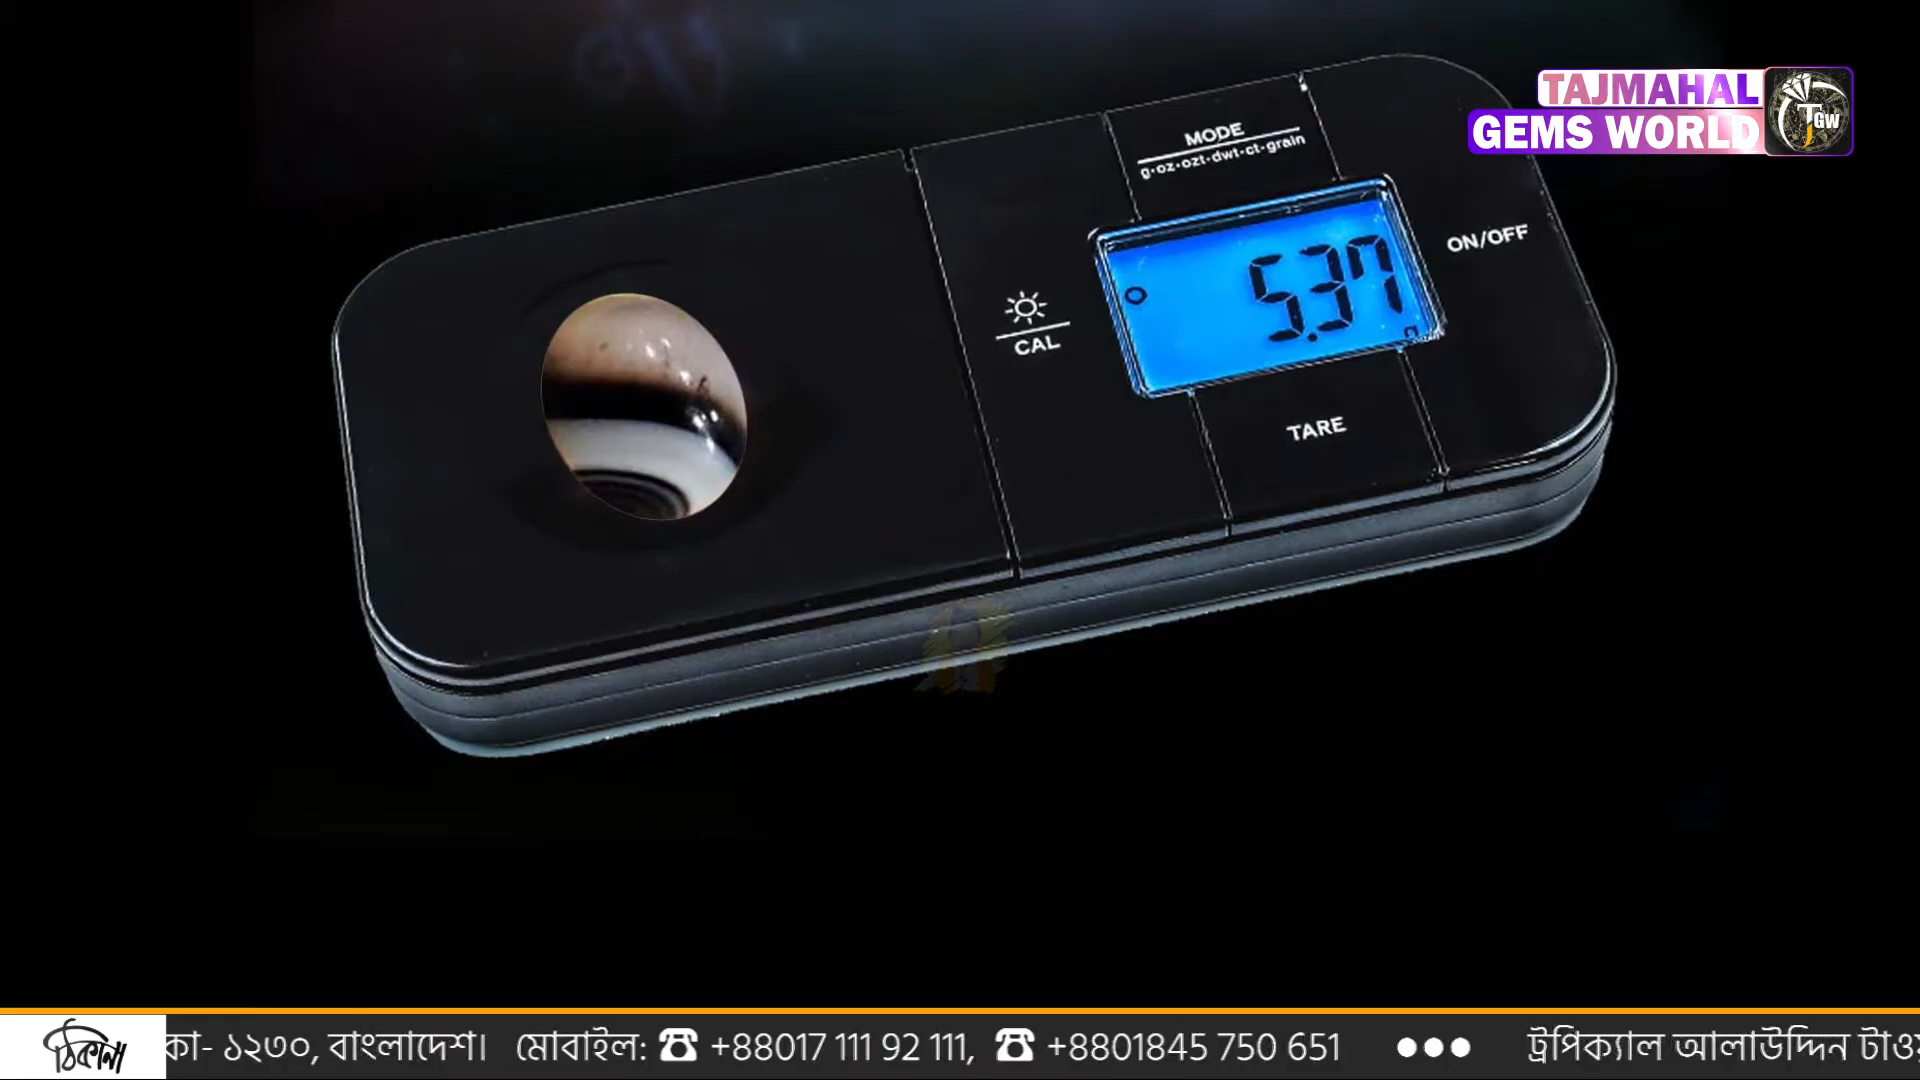 TAJMAHAL
GEMS WORLD
TGW
MODE
g·oz·ozt·dwt·ct·grain
ON/OFF
5.37
CAL
TARE
ঠিকানা
কা- ১২৩০, বাংলাদেশ। মোবাইল: ☎ +88017 111 92 111, ☎ +8801845 750 651 ●●● ট্রপিক্যাল আলাউদ্দিন